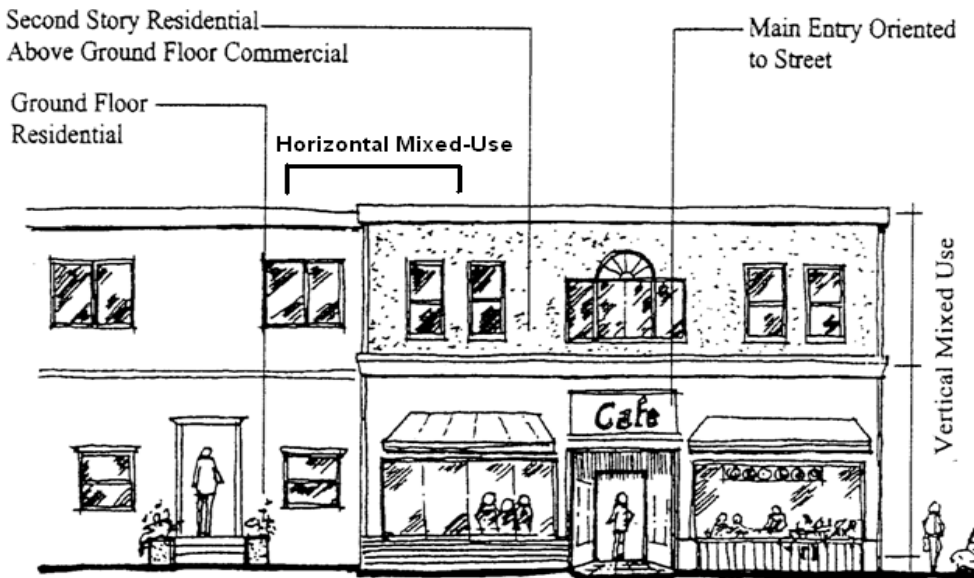 Second Story Residential
Above Ground Floor Commercial
Main Entry Oriented
to Street
Ground Floor
Residential
Horizontal Mixed-Use
Cafe
Vertical Mixed Use